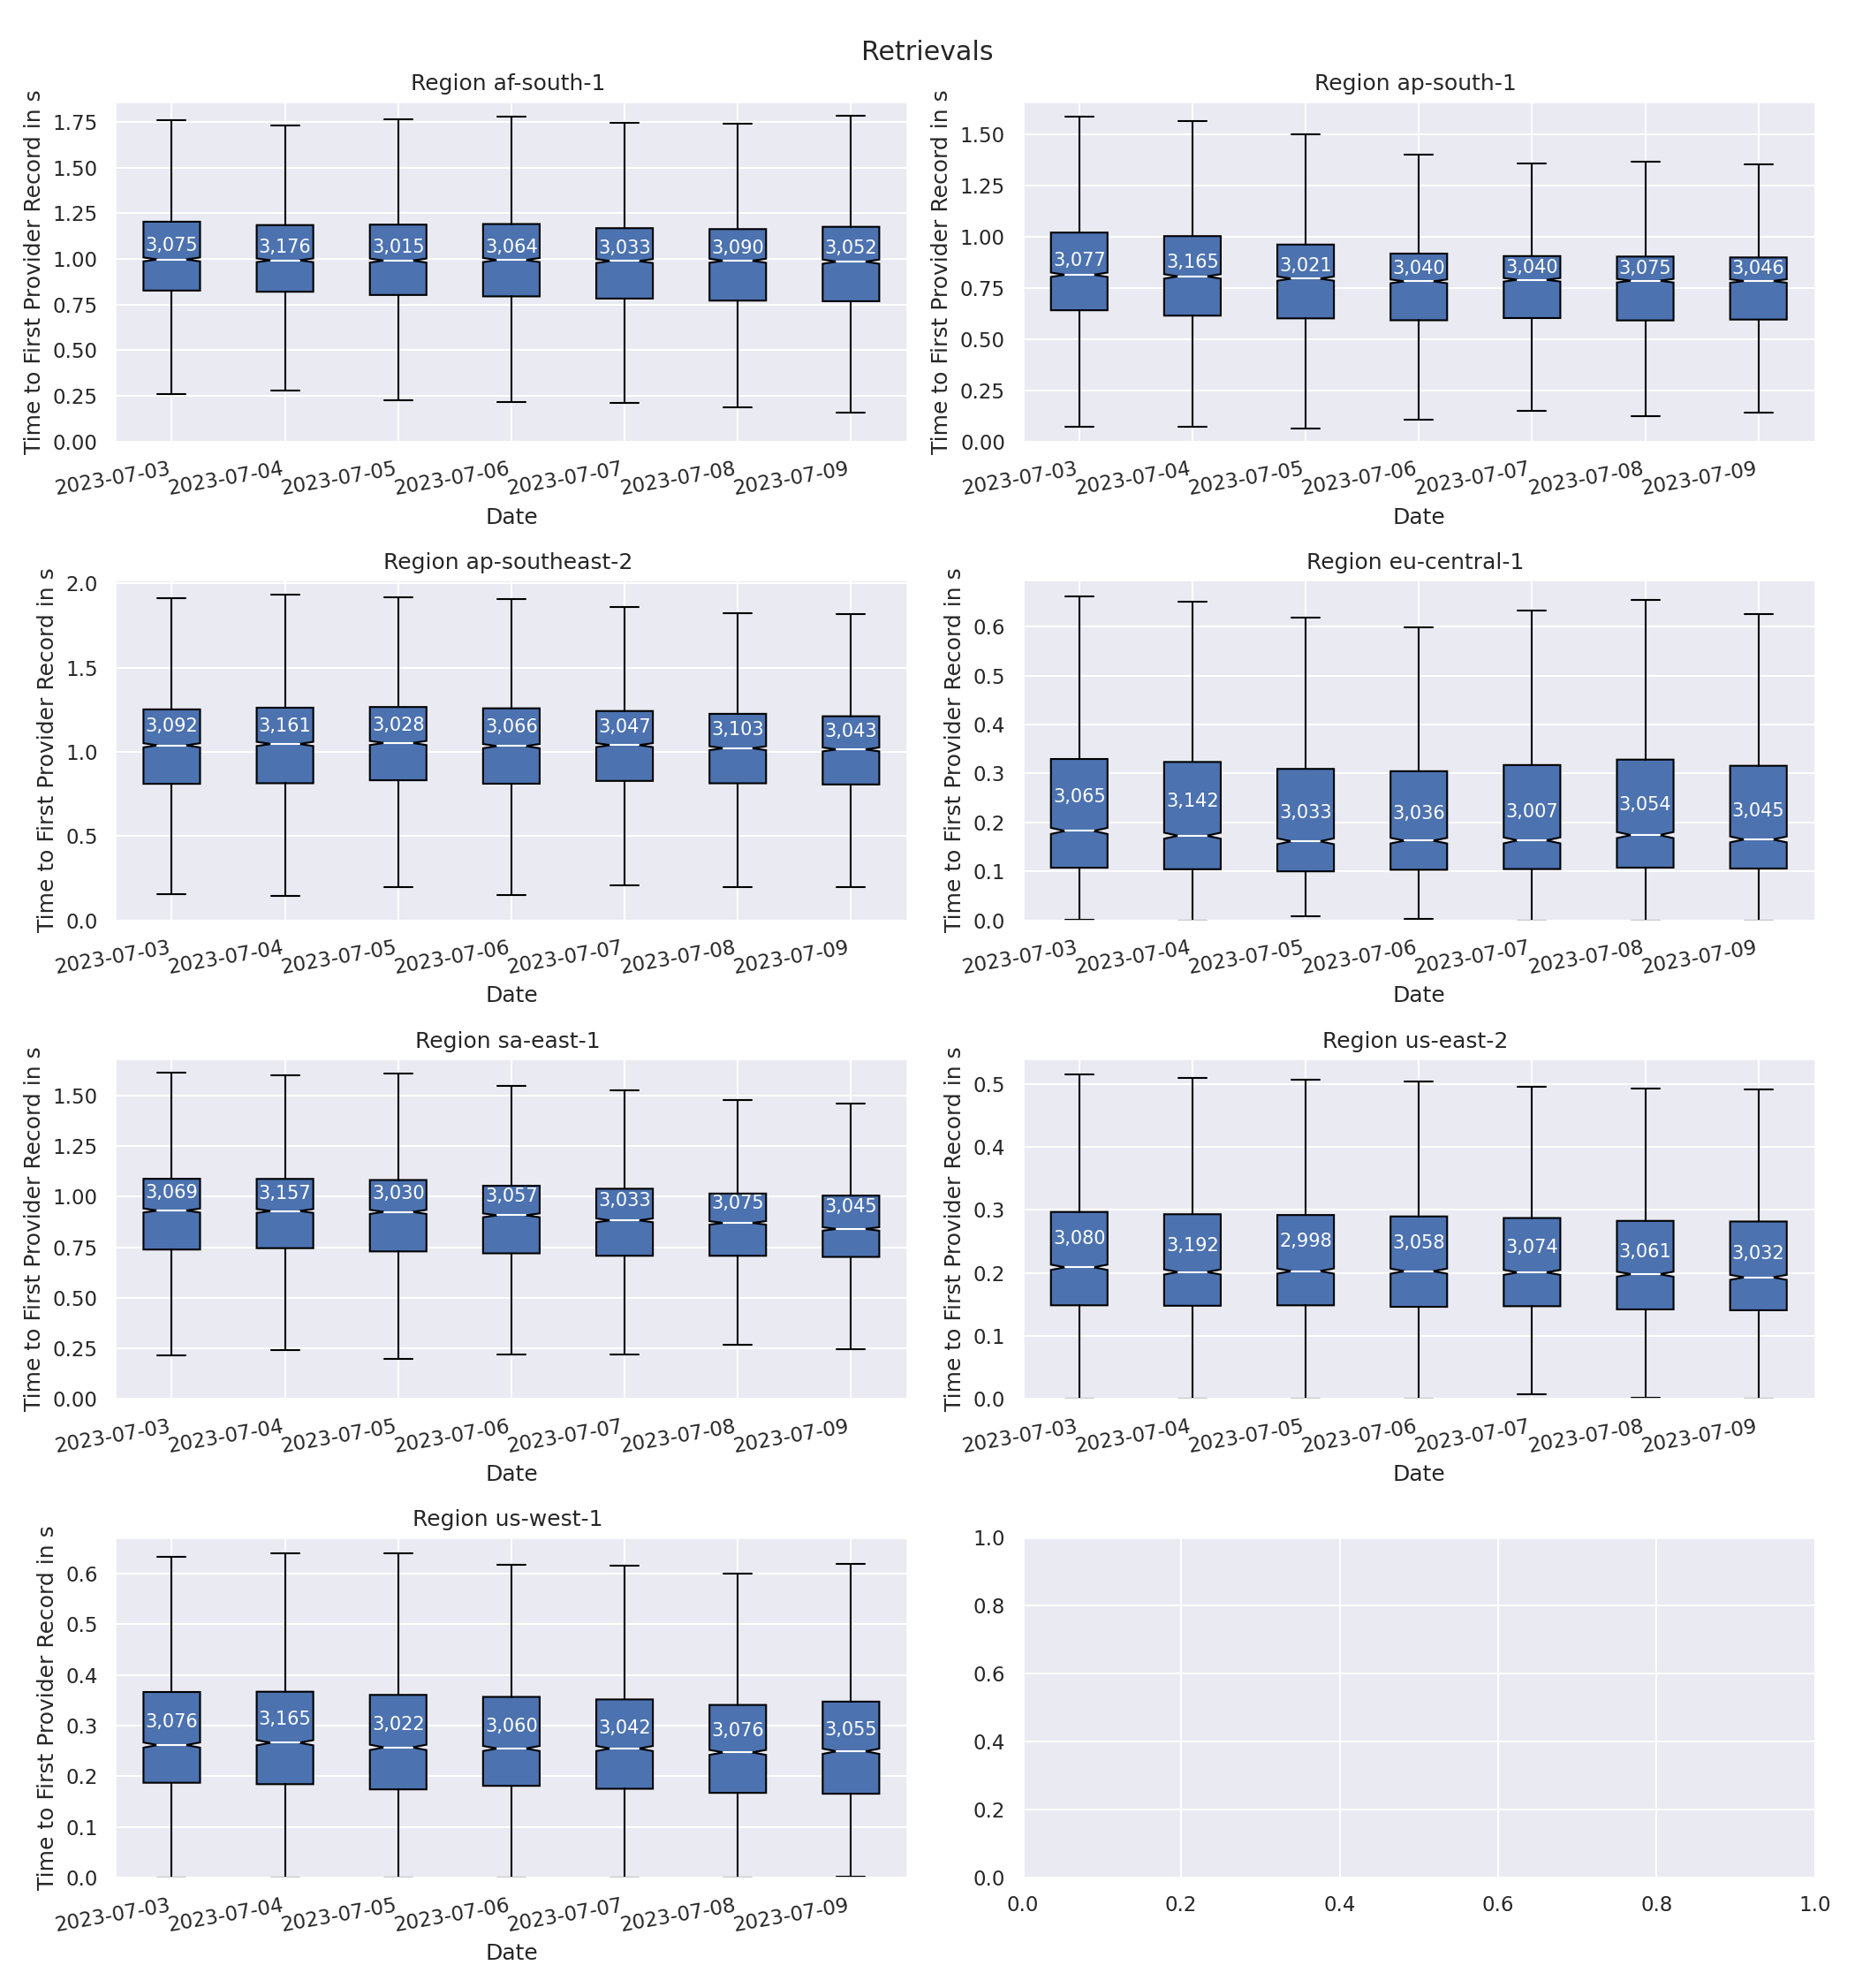 Retrievals
Region af-south-1
Time to First Provider Record in s
1.75
1.50
1.25
1.00
0.75
0.50
0.25
0.00
3,075 3,176 3,015 3,064 3,033 3,090 3,052
2023-07-03 2023-07-04 2023-07-05 2023-07-06 2023-07-07 2023-07-08 2023-07-09
Date
Region ap-south-1
Time to First Provider Record in s
1.50
1.25
1.00
0.75
0.50
0.25
0.00
3,077 3,165 3,021 3,040 3,040 3,075 3,046
2023-07-03 2023-07-04 2023-07-05 2023-07-06 2023-07-07 2023-07-08 2023-07-09
Date
Region ap-southeast-2
Time to First Provider Record in s
2.0
1.5
1.0
0.5
0.0
3,092 3,161 3,028 3,066 3,047 3,103 3,043
2023-07-03 2023-07-04 2023-07-05 2023-07-06 2023-07-07 2023-07-08 2023-07-09
Date
Region eu-central-1
Time to First Provider Record in s
0.6
0.5
0.4
0.3
0.2
0.1
0.0
3,065 3,142 3,033 3,036 3,007 3,054 3,045
2023-07-03 2023-07-04 2023-07-05 2023-07-06 2023-07-07 2023-07-08 2023-07-09
Date
Region sa-east-1
Time to First Provider Record in s
1.50
1.25
1.00
0.75
0.50
0.25
0.00
3,069 3,157 3,030 3,057 3,033 3,075 3,045
2023-07-03 2023-07-04 2023-07-05 2023-07-06 2023-07-07 2023-07-08 2023-07-09
Date
Region us-east-2
Time to First Provider Record in s
0.5
0.4
0.3
0.2
0.1
0.0
3,080 3,192 2,998 3,058 3,074 3,061 3,032
2023-07-03 2023-07-04 2023-07-05 2023-07-06 2023-07-07 2023-07-08 2023-07-09
Date
Region us-west-1
Time to First Provider Record in s
0.6
0.5
0.4
0.3
0.2
0.1
0.0
3,076 3,165 3,022 3,060 3,042 3,076 3,055
2023-07-03 2023-07-04 2023-07-05 2023-07-06 2023-07-07 2023-07-08 2023-07-09
Date
1.0
0.8
0.6
0.4
0.2
0.0
0.0 0.2 0.4 0.6 0.8 1.0